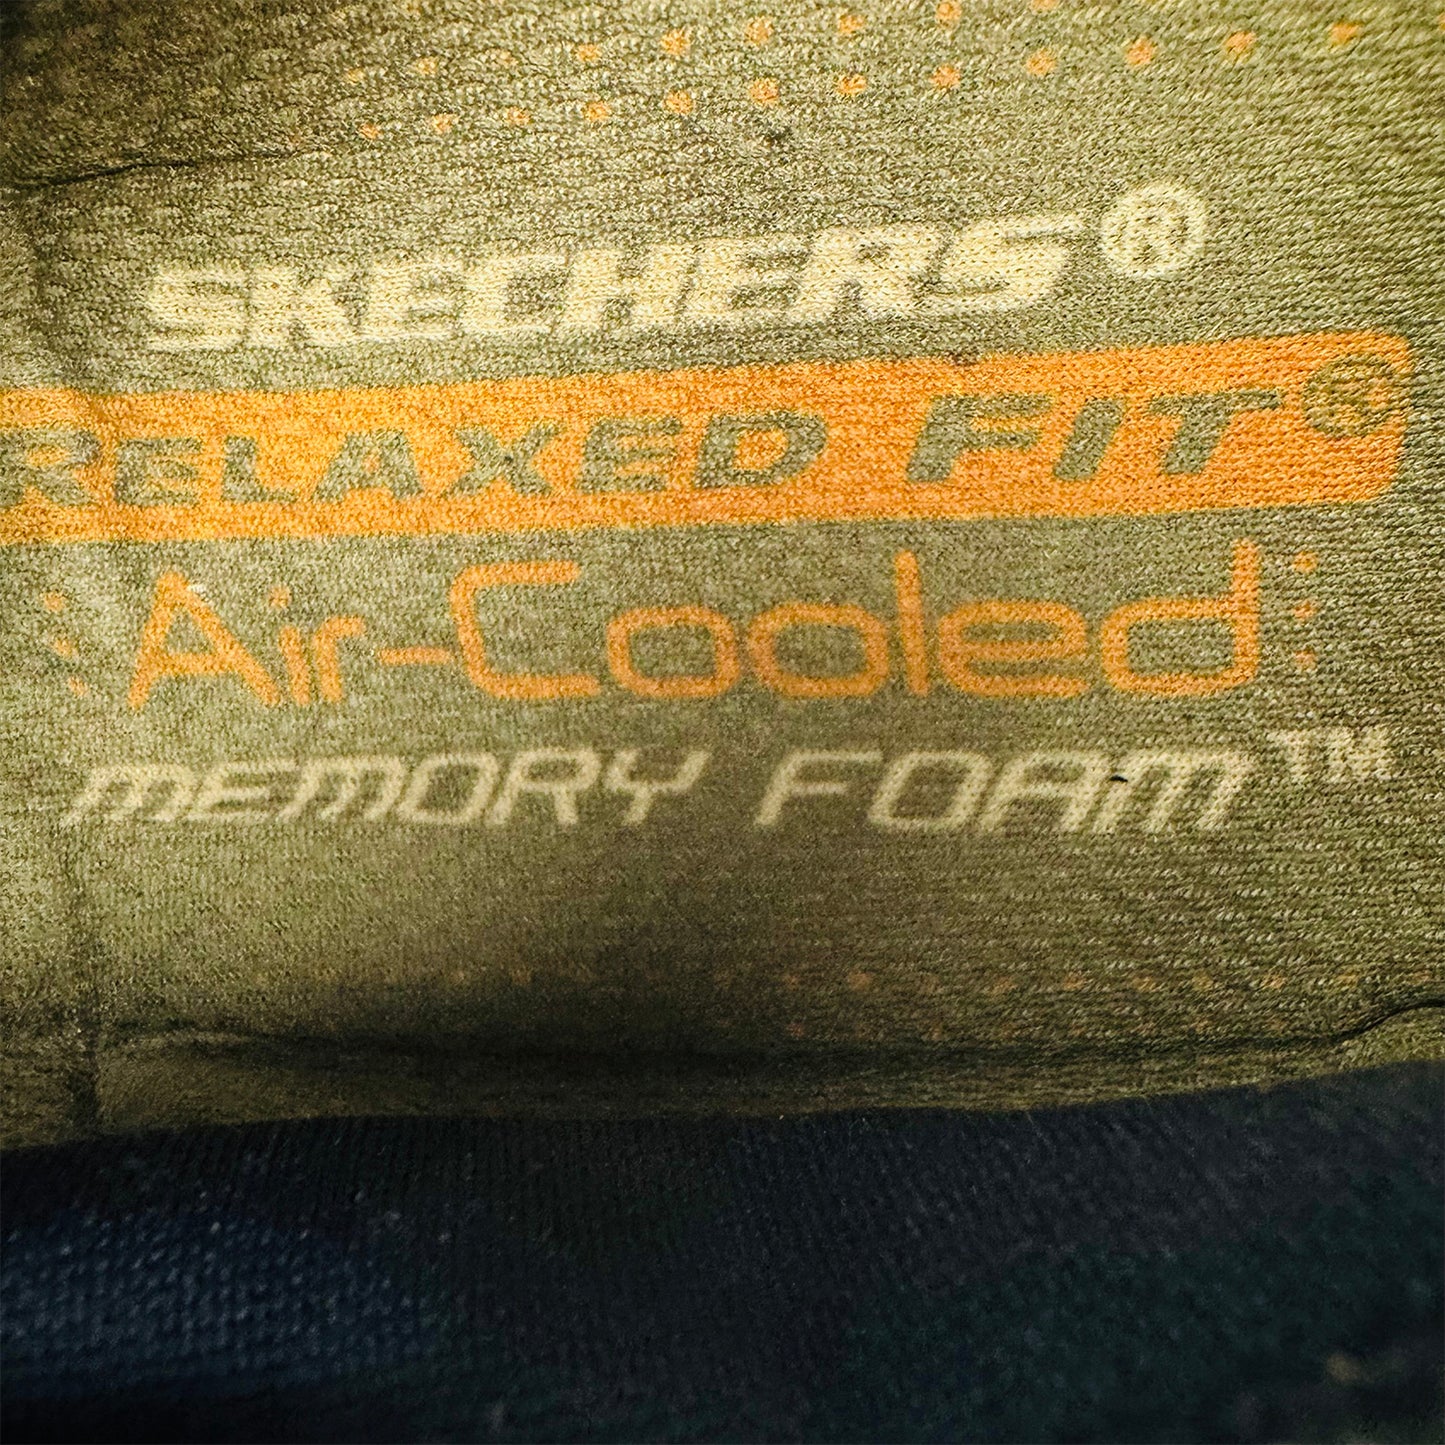 SKECHERS®
RELAXED FIT®
Air-Cooled
MEMORY FOAM™